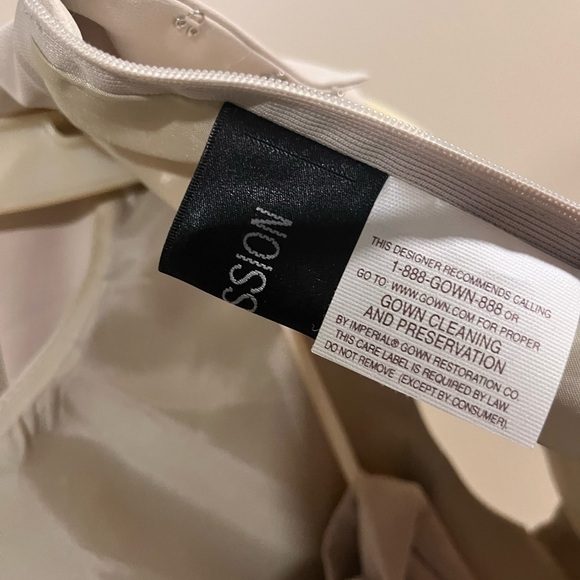 SSION
THIS DESIGNER RECOMMENDS CALLING
1-888-GOWN-888 OR
GO TO: WWW.GOWN.COM FOR PROPER
GOWN CLEANING
AND PRESERVATION
BY IMPERIAL® GOWN RESTORATION CO.
THIS CARE LABEL IS REQUIRED BY LAW.
DO NOT REMOVE (EXCEPT BY CONSUMER).